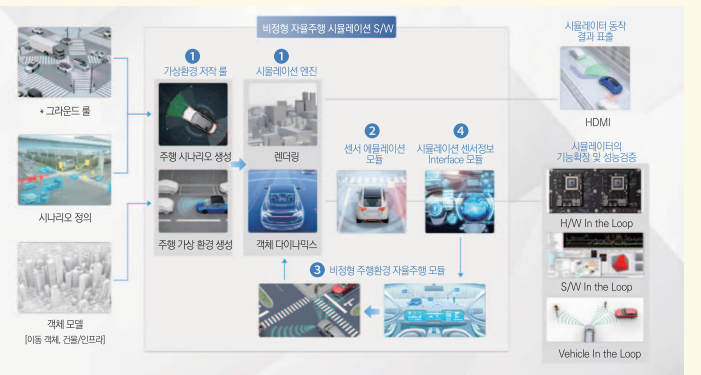 비정형 자율주행 시뮬레이션 S/W
+ 그라운드 룰
시나리오 정의
객체 모델
[이동 객체, 건물/인프라]
1
가상환경 저작 툴
주행 시나리오 생성
주행 가상 환경 생성
1
시뮬레이션 엔진
렌더링
객체 다이나믹스
2
센서 에뮬레이션
모듈
4
시뮬레이션 센서정보
Interface 모듈
3 비정형 주행환경 자율주행 모듈
시뮬레이터 동작
결과 표출
HDMI
시뮬레이터의
기능확장 및 성능검증
H/W In the Loop
S/W In the Loop
Vehicle In the Loop